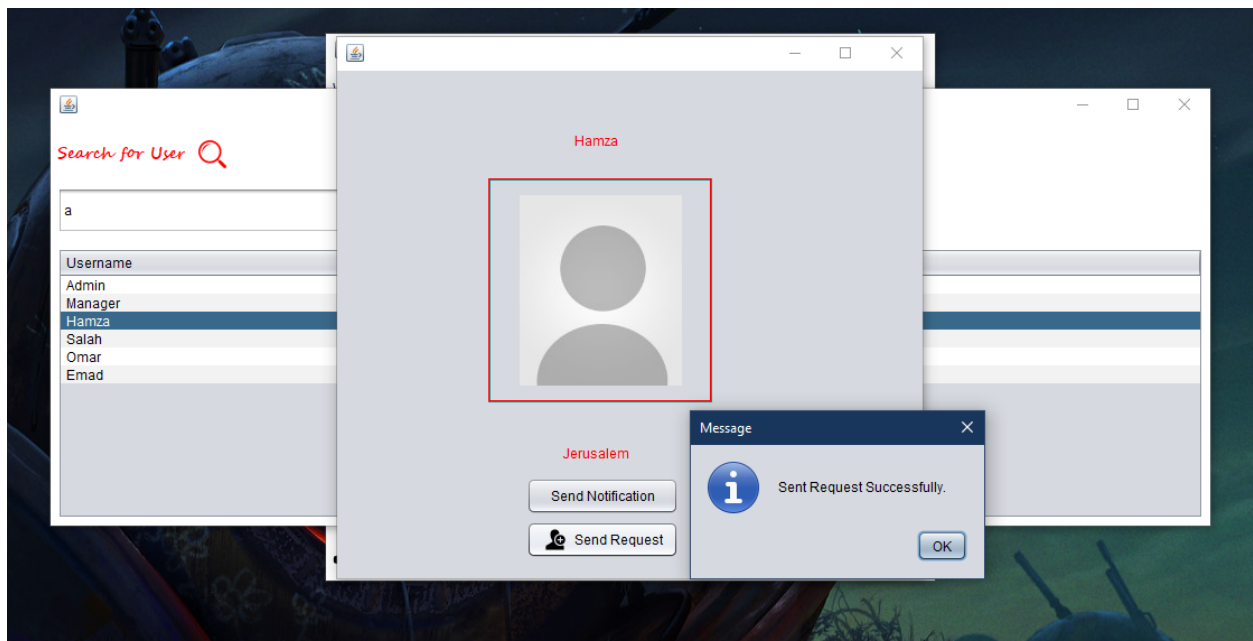 Search for User
a
Username
Admin
Manager
Hamza
Salah
Omar
Emad
Hamza
Jerusalem
Send Notification
Send Request
Message
Sent Request Successfully.
OK